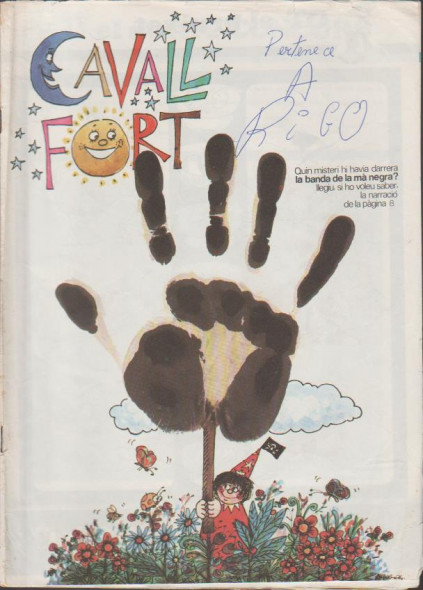 CAVALL
FORT
Pertenece
A
RIGO
Quin misteri hi havia darrera
la banda de la mà negra?
llegiu, si ho voleu saber,
la narració
de la pàgina 8